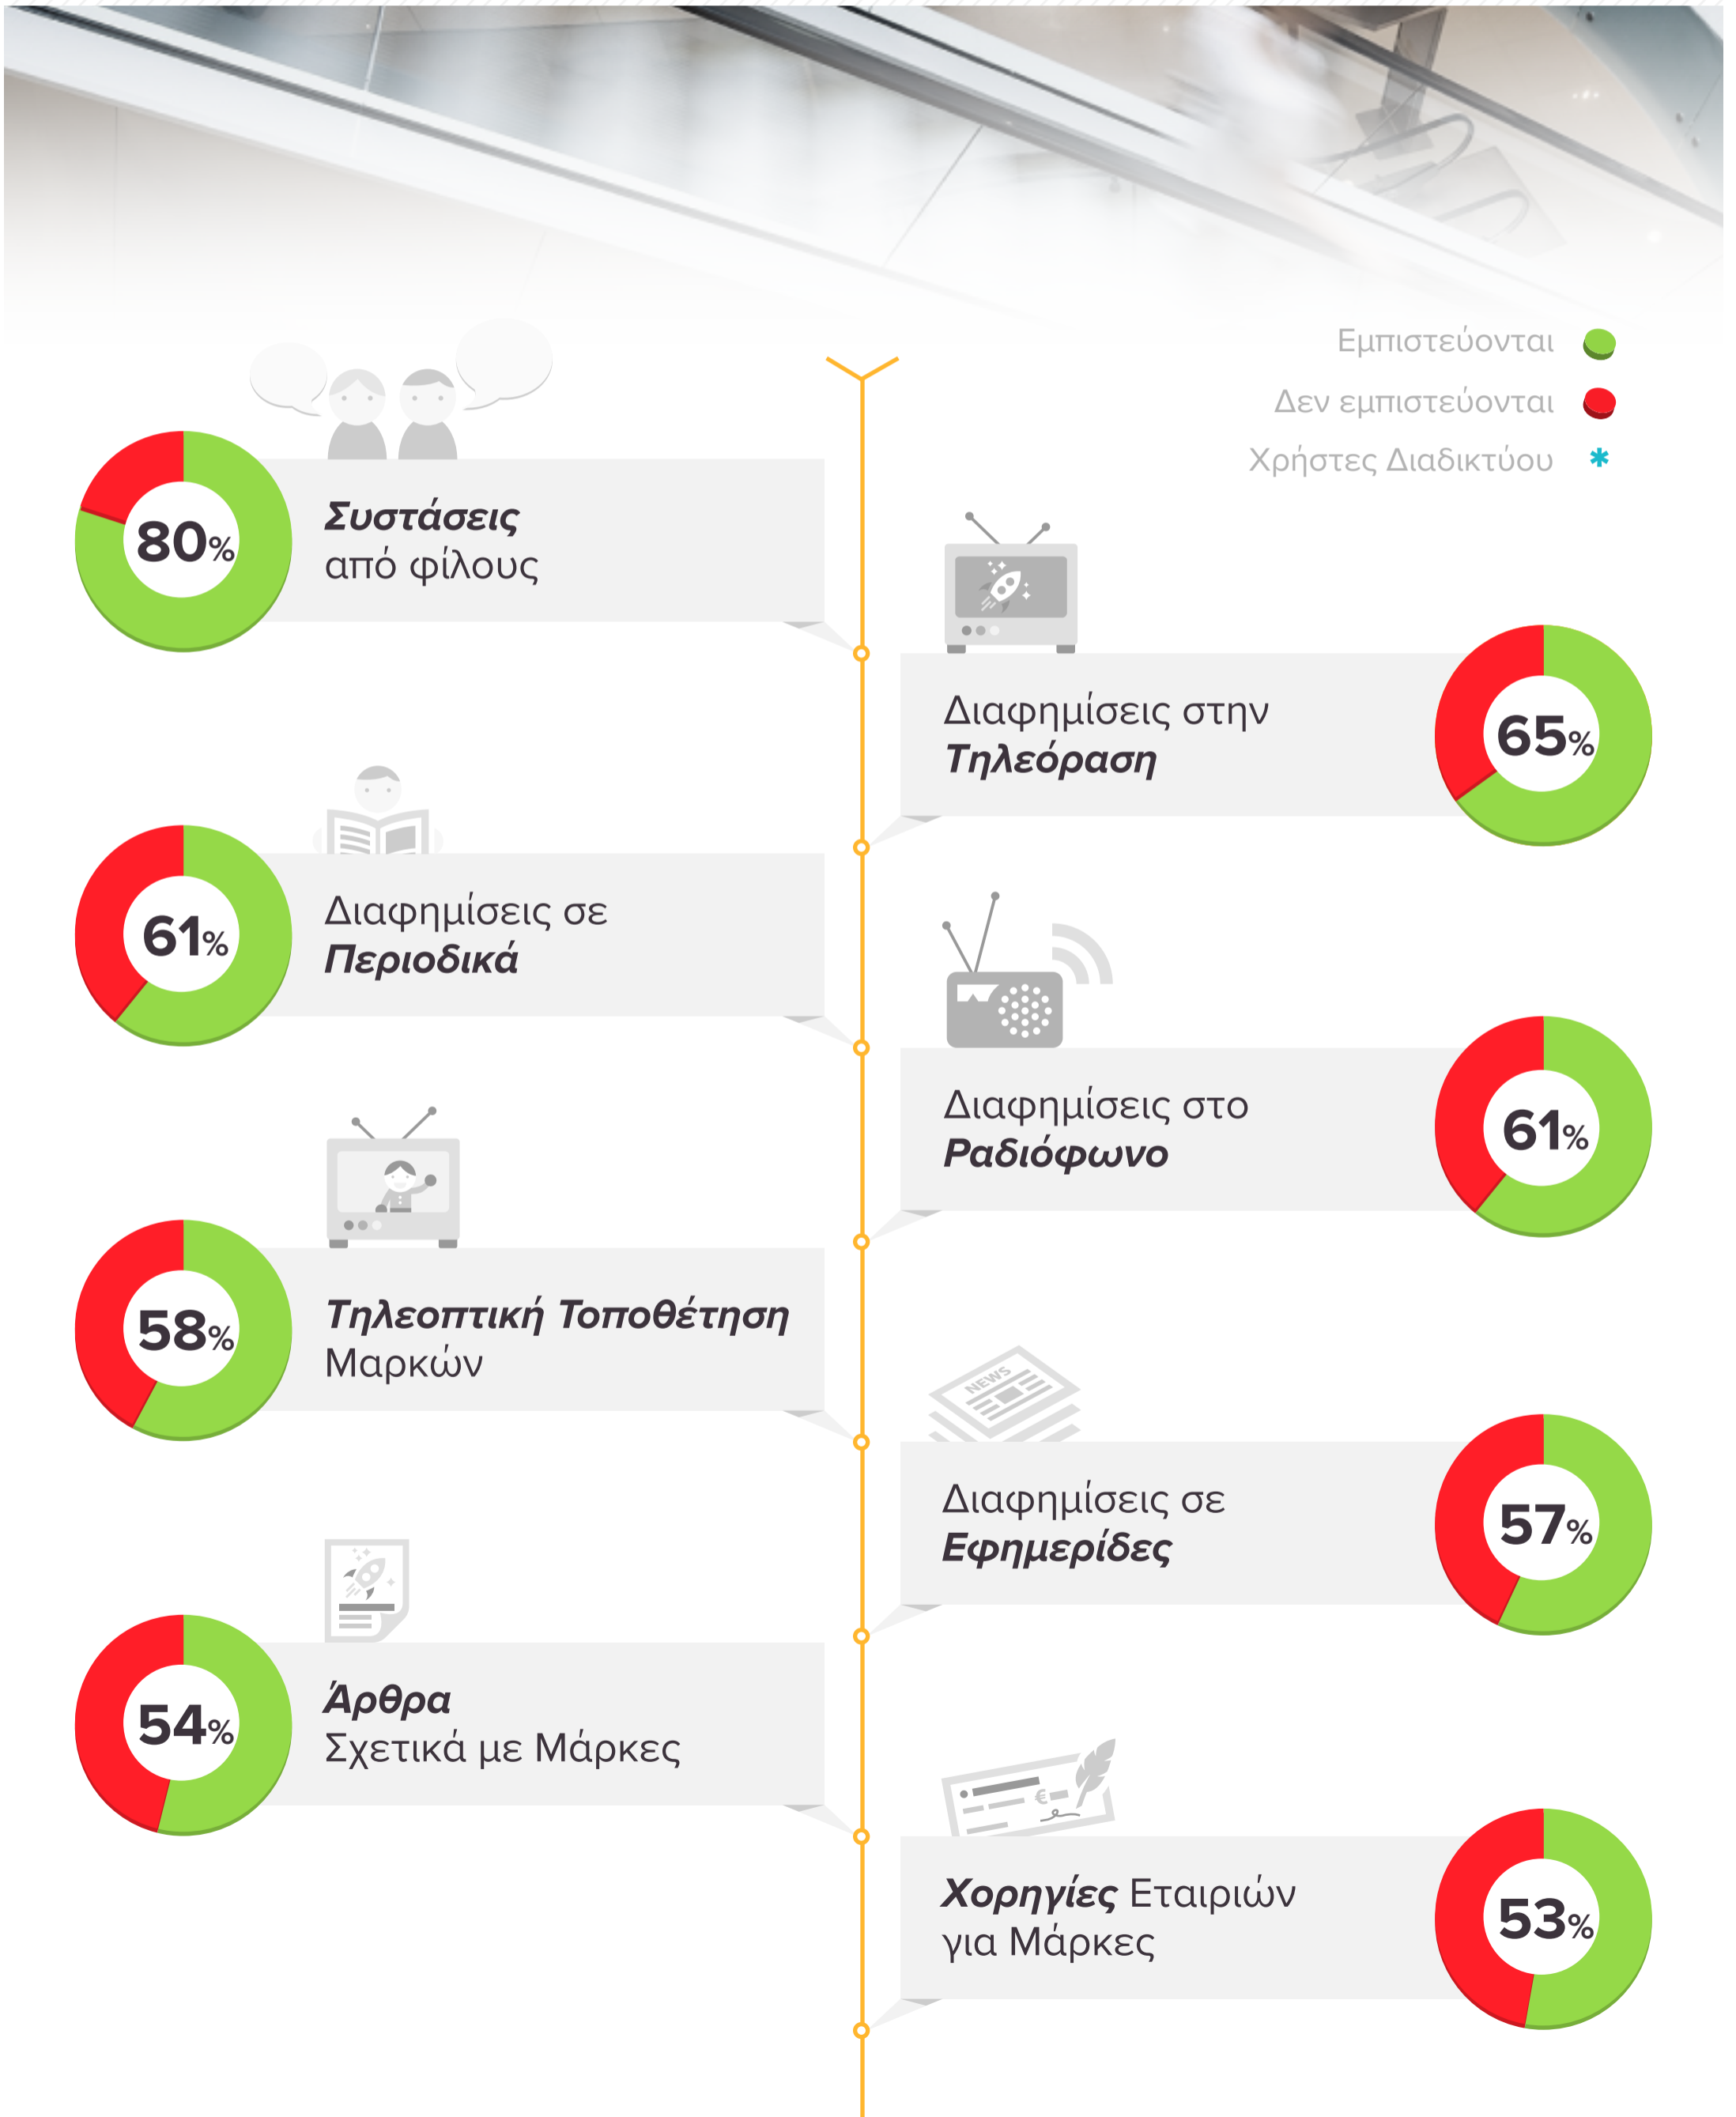 Εμπιστεύονται
Δεν εμπιστεύονται
Χρήστες Διαδικτύου *
80%
Συστάσεις
από φίλους
Διαφημίσεις στην
Τηλεόραση
65%
61%
Διαφημίσεις σε
Περιοδικά
Διαφημίσεις στο
Ραδιόφωνο
61%
58%
Τηλεοπτική Τοποθέτηση
Μαρκών
NEWS
Διαφημίσεις σε
Εφημερίδες
57%
54%
Άρθρα
Σχετικά με Μάρκες
€
Χορηγίες Εταιριών
για Μάρκες
53%